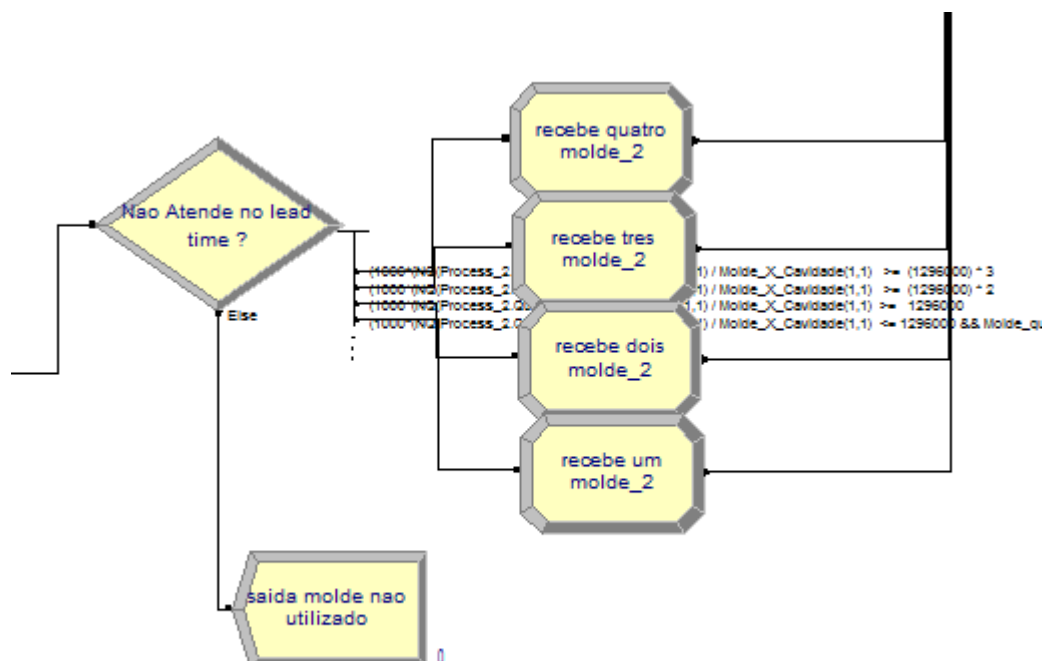 recebe quatro
molde_2
Nao Atende no lead
time ?
recebe tres
molde_2
(1000*(NQ(Process_2 1) / Molde_X_Cavidade(1,1) >= (1296000) * 3
(1000*(NQ(Process_2 1) / Molde_X_Cavidade(1,1) >= (1296000) * 2
Else
(1000*(NQ(Process_2 1) / Molde_X_Cavidade(1,1) >= 1296000
(1000*(NQ(Process_2 1) / Molde_X_Cavidade(1,1) <= 1296000 && Molde_qu
recebe dois
molde_2
recebe um
molde_2
saida molde nao
utilizado
0